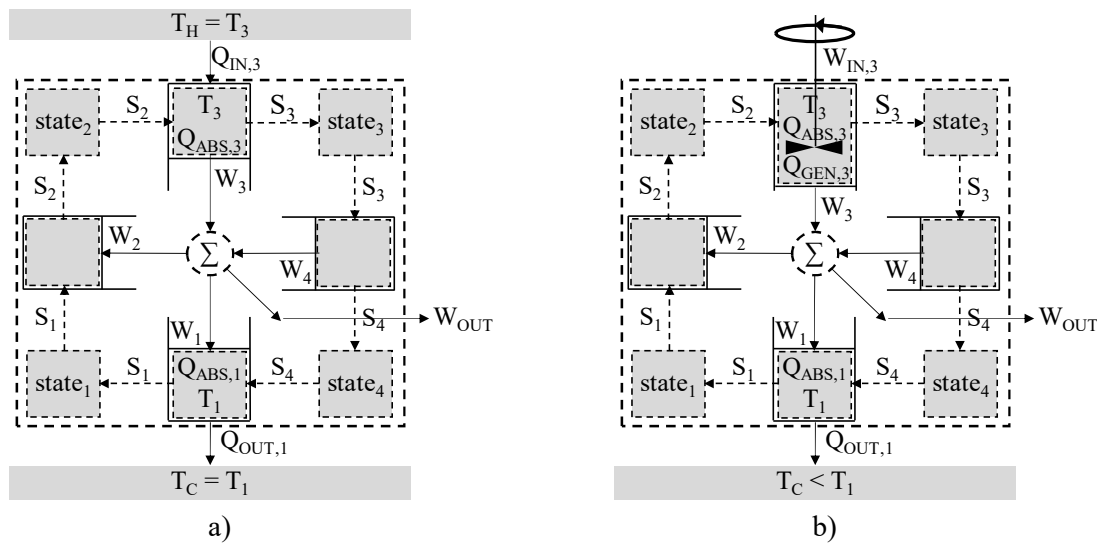 T_H = T_3
Q_IN,3
state_2
S_2
T_3
Q_ABS,3
S_3
state_3
S_2
W_3
S_3
W_2
Σ
W_4
S_1
W_1
S_4
W_OUT
state_1
S_1
Q_ABS,1
T_1
S_4
state_4
Q_OUT,1
T_C = T_1
a)
W_IN,3
state_2
S_2
T_3
Q_ABS,3
Q_GEN,3
S_3
state_3
S_2
W_3
S_3
W_2
Σ
W_4
S_1
W_1
S_4
W_OUT
state_1
S_1
Q_ABS,1
T_1
S_4
state_4
Q_OUT,1
T_C < T_1
b)